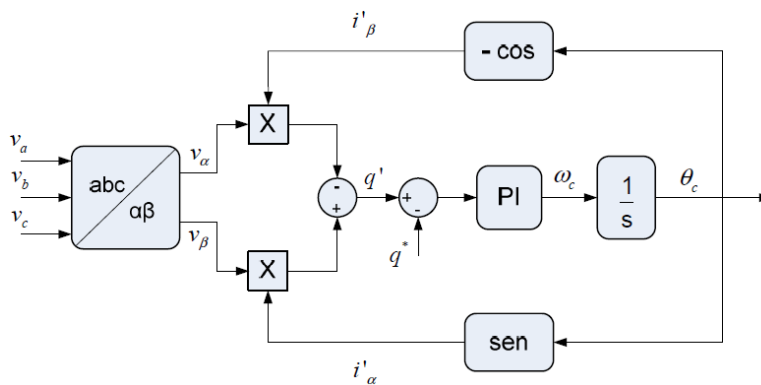 i'β
- cos
va
vb
vc
abc
αβ
vα
vβ
X
X
-
+
q'
+
-
q*
PI
ωc
1
s
θc
sen
i'α